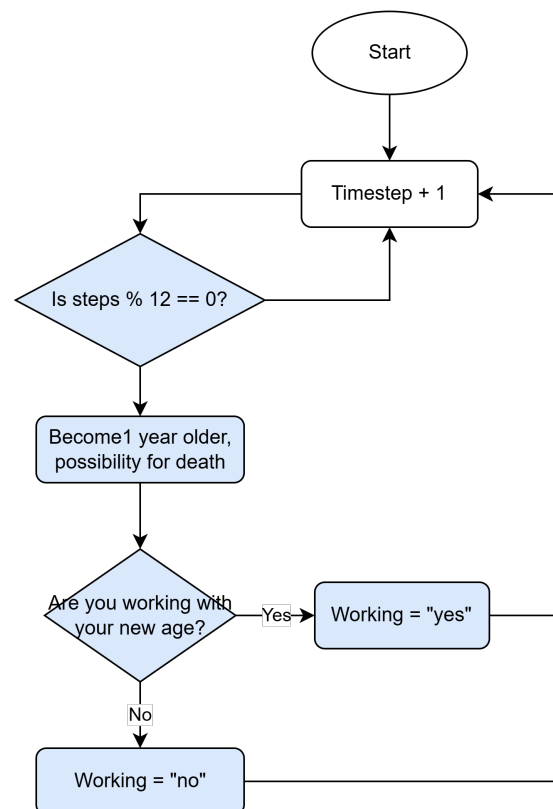 Start
Timestep + 1
Is steps % 12 == 0?
Become1 year older,
possibility for death
Are you working with
your new age?
Yes
Working = "yes"
No
Working = "no"